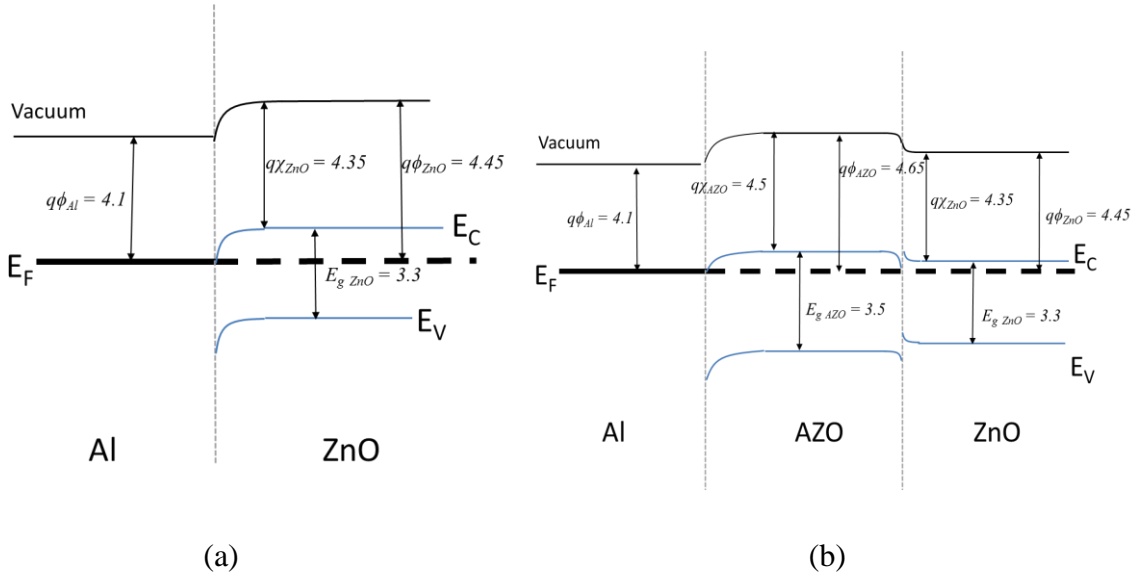 Vacuum
qχZnO = 4.35
qϕZnO = 4.45
qϕAl = 4.1
EC
EF
Eg ZnO = 3.3
EV
Al
ZnO
(a)
Vacuum
qχAZO = 4.5
qϕAZO = 4.65
qχZnO = 4.35
qϕAl = 4.1
qϕZnO = 4.45
EC
EF
Eg AZO = 3.5
Eg ZnO = 3.3
EV
Al
AZO
ZnO
(b)